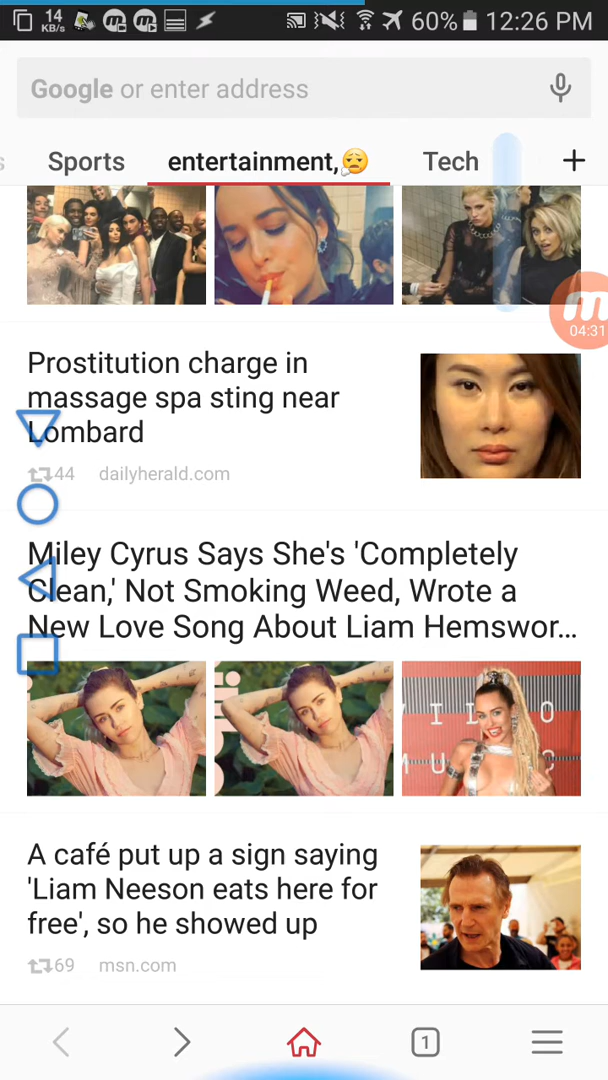 14
KB/s
60%
12:26 PM
Google or enter address
s
Sports
entertainment,😧
Tech
+
m
04:31
Prostitution charge in
massage spa sting near
Lombard
44 dailyherald.com
Miley Cyrus Says She's 'Completely
Clean,' Not Smoking Weed, Wrote a
New Love Song About Liam Hemswor...
A café put up a sign saying
'Liam Neeson eats here for
free', so he showed up
69 msn.com
1